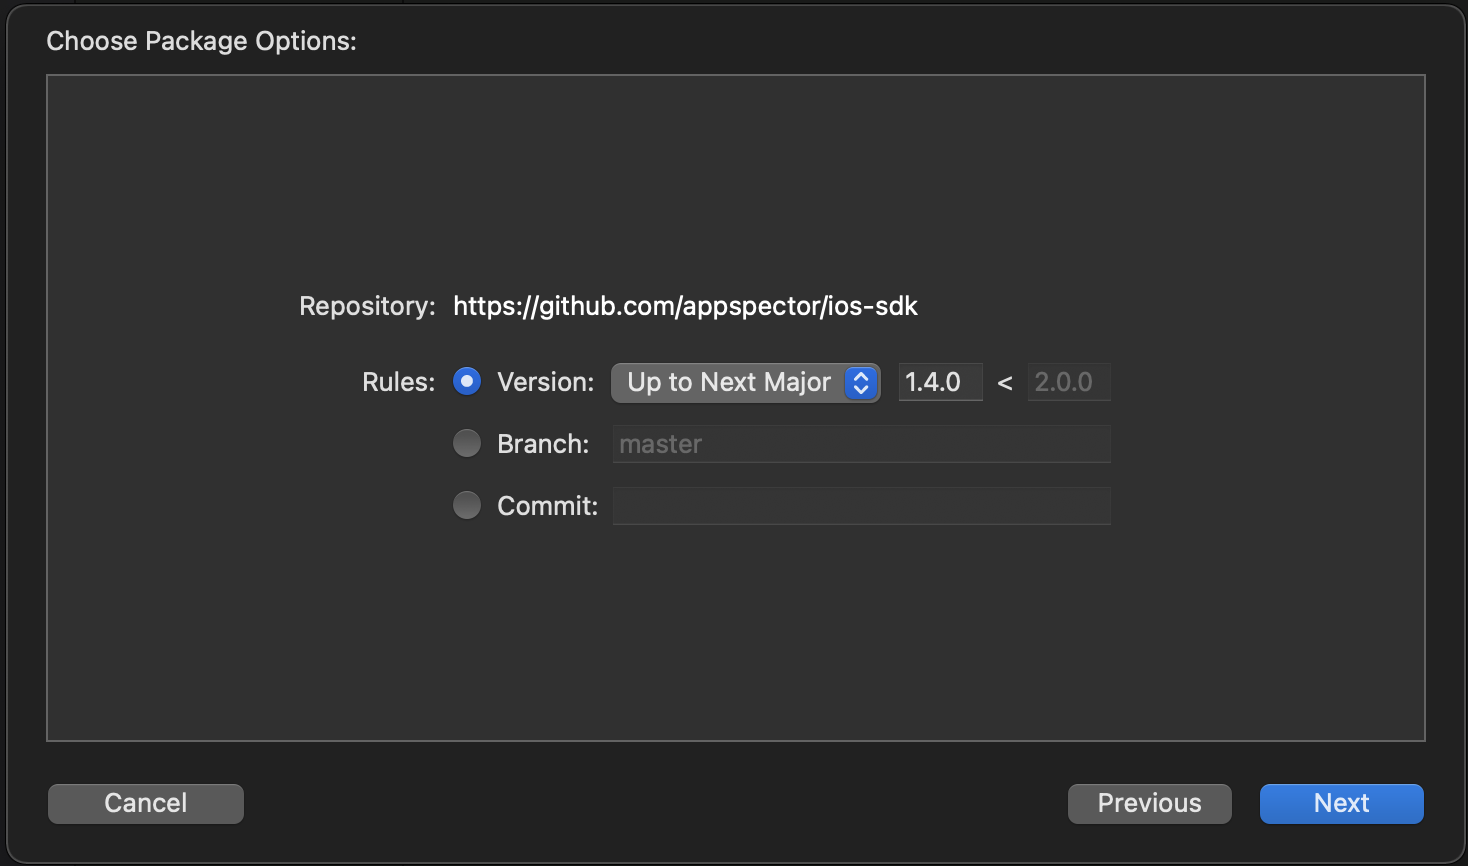 Choose Package Options:
Repository: https://github.com/appspector/ios-sdk
Rules: Version: Up to Next Major 1.4.0 < 2.0.0
Branch: master
Commit:
Cancel Previous Next